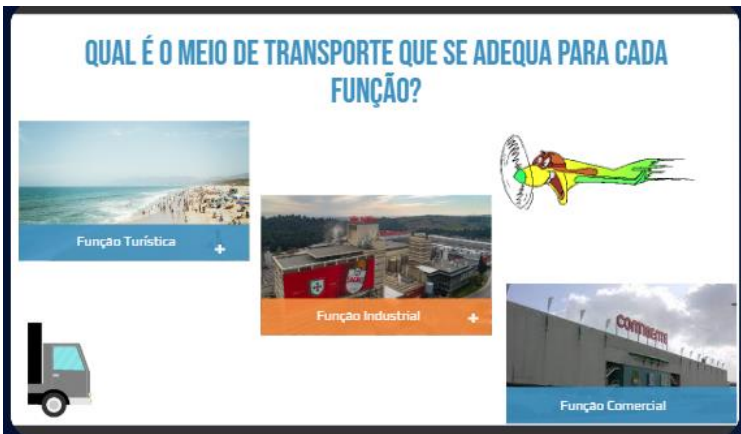 QUAL É O MEIO DE TRANSPORTE QUE SE ADEQUA PARA CADA
FUNÇÃO?
Função Turística
+
Função Industrial
+
CONTINENTE
Função Comercial